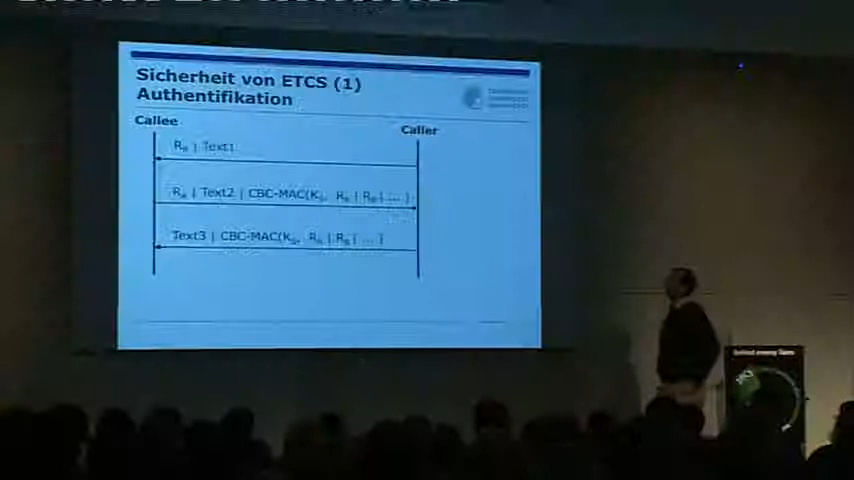 Sicherheit von ETCS (1)
Authentifikation
Callee
Caller
R_B | Text1
R_A | Text2 | CBC-MAC(K_S, R_A | R_B | ... )
Text3 | CBC-MAC(K_S, R_A | R_B | ... )